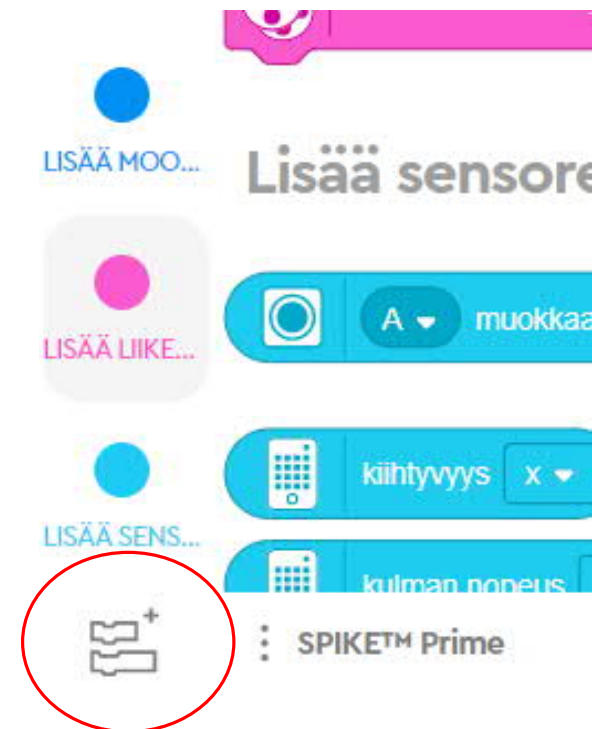 LISÄÄ MOO...
Lisää sensore
LISÄÄ LIIKE...
A muokkaa
kiihtyvyys x
LISÄÄ SENS...
kulman nopeus
SPIKE™ Prime